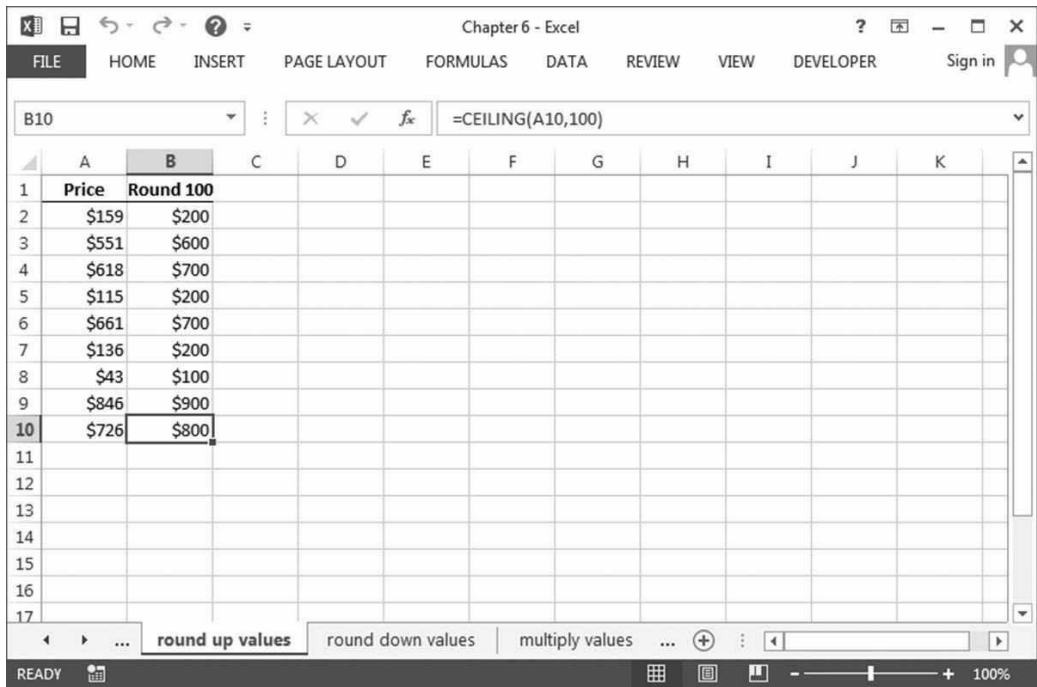 Chapter 6 - Excel ?
FILE HOME INSERT PAGE LAYOUT FORMULAS DATA REVIEW VIEW DEVELOPER Sign in
B10 fx =CEILING(A10,100)
A B C D E F G H I J K
1 Price Round 100
2 $159 $200
3 $551 $600
4 $618 $700
5 $115 $200
6 $661 $700
7 $136 $200
8 $43 $100
9 $846 $900
10 $726 $800
11
12
13
14
15
16
17
... round up values round down values multiply values ...
READY 100%